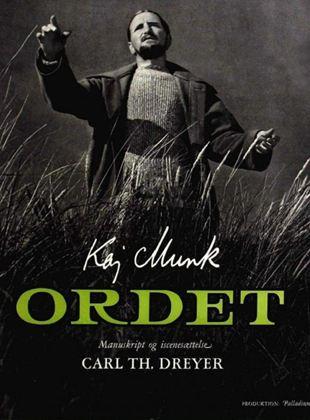 Kaj Munk
ORDET
Manuskript og iscenesættelse
CARL TH. DREYER
PRODUKTION: Palladium